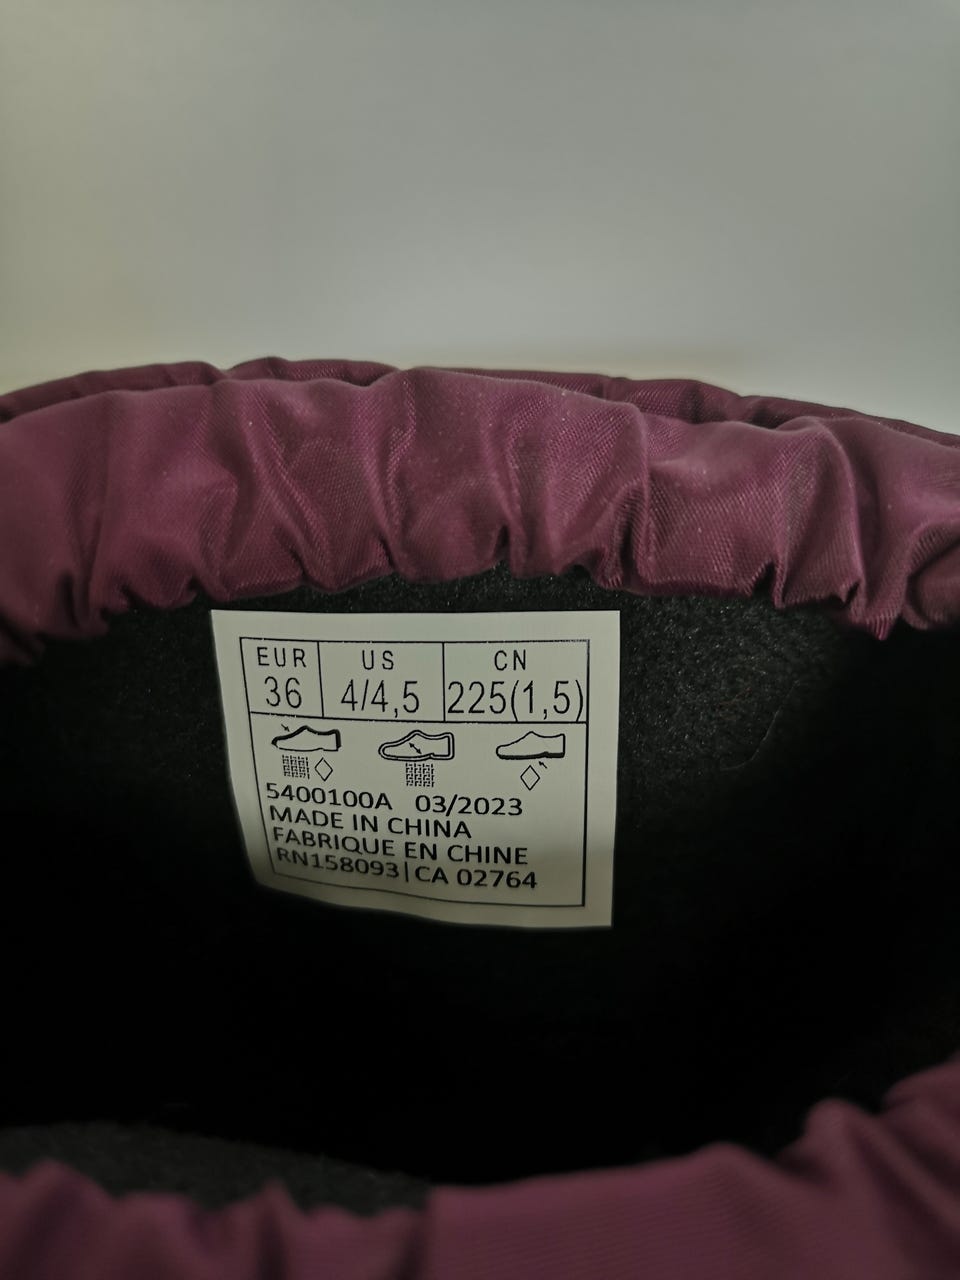 EUR US CN
36 4/4,5 225(1,5)
5400100A 03/2023
MADE IN CHINA
FABRIQUE EN CHINE
RN158093|CA 02764